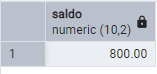 saldo
numeric (10,2)
1 800.00